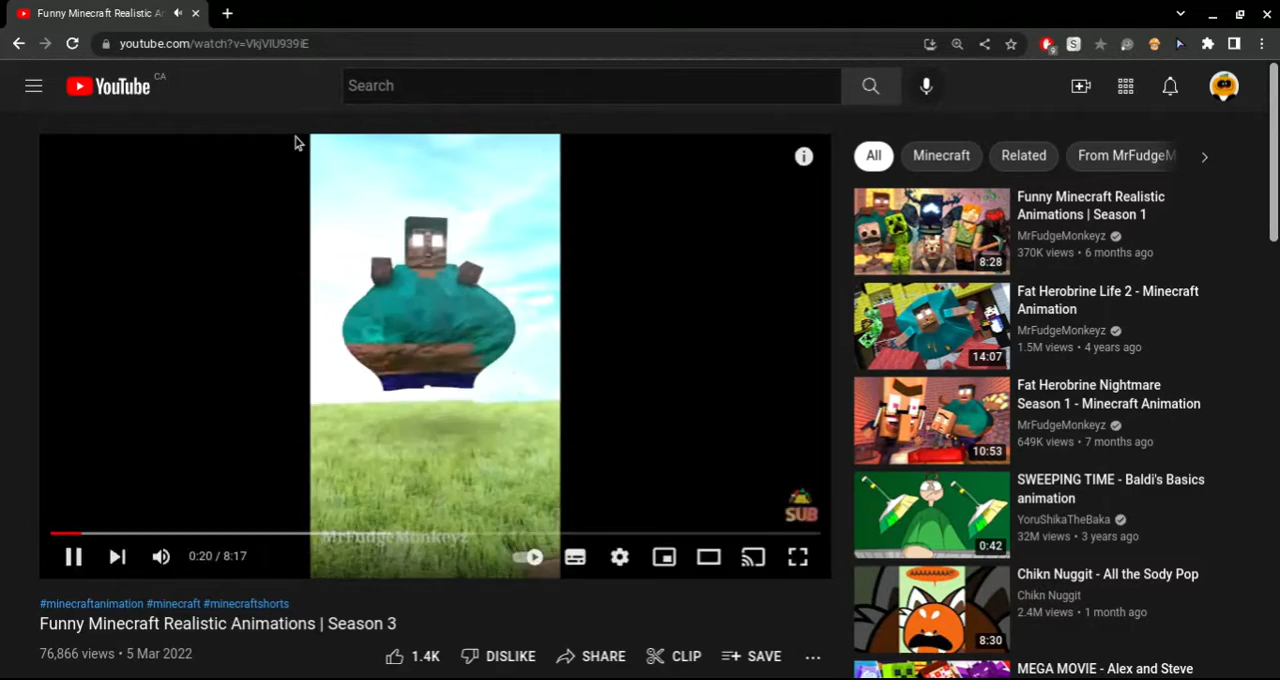 Funny Minecraft Realistic Ar
youtube.com/watch?v=VkjVIU939iE
9
S
YouTube CA
Search
SUB
MrFudgeMonkeyz
0:20 / 8:17
#minecraftanimation #minecraft #minecraftshorts
Funny Minecraft Realistic Animations | Season 3
76,866 views • 5 Mar 2022
1.4K
DISLIKE
SHARE
CLIP
SAVE
All
Minecraft
Related
From MrFudgeM
Funny Minecraft Realistic
Animations | Season 1
MrFudgeMonkeyz
370K views • 6 months ago
8:28
Fat Herobrine Life 2 - Minecraft
Animation
MrFudgeMonkeyz
1.5M views • 4 years ago
14:07
Fat Herobrine Nightmare
Season 1 - Minecraft Animation
MrFudgeMonkeyz
649K views • 7 months ago
10:53
SWEEPING TIME - Baldi's Basics
animation
YoruShikaTheBaka
32M views • 3 years ago
0:42
Chikn Nuggit - All the Sody Pop
Chikn Nuggit
2.4M views • 1 month ago
8:30
MEGA MOVIE - Alex and Steve